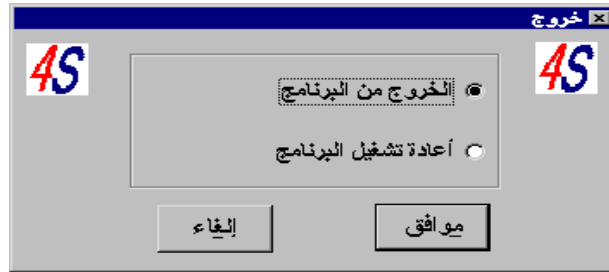 خروج
4S
4S
الخروج من البرنامج
أعادة تشغيل البرنامج
موافق
إلغاء